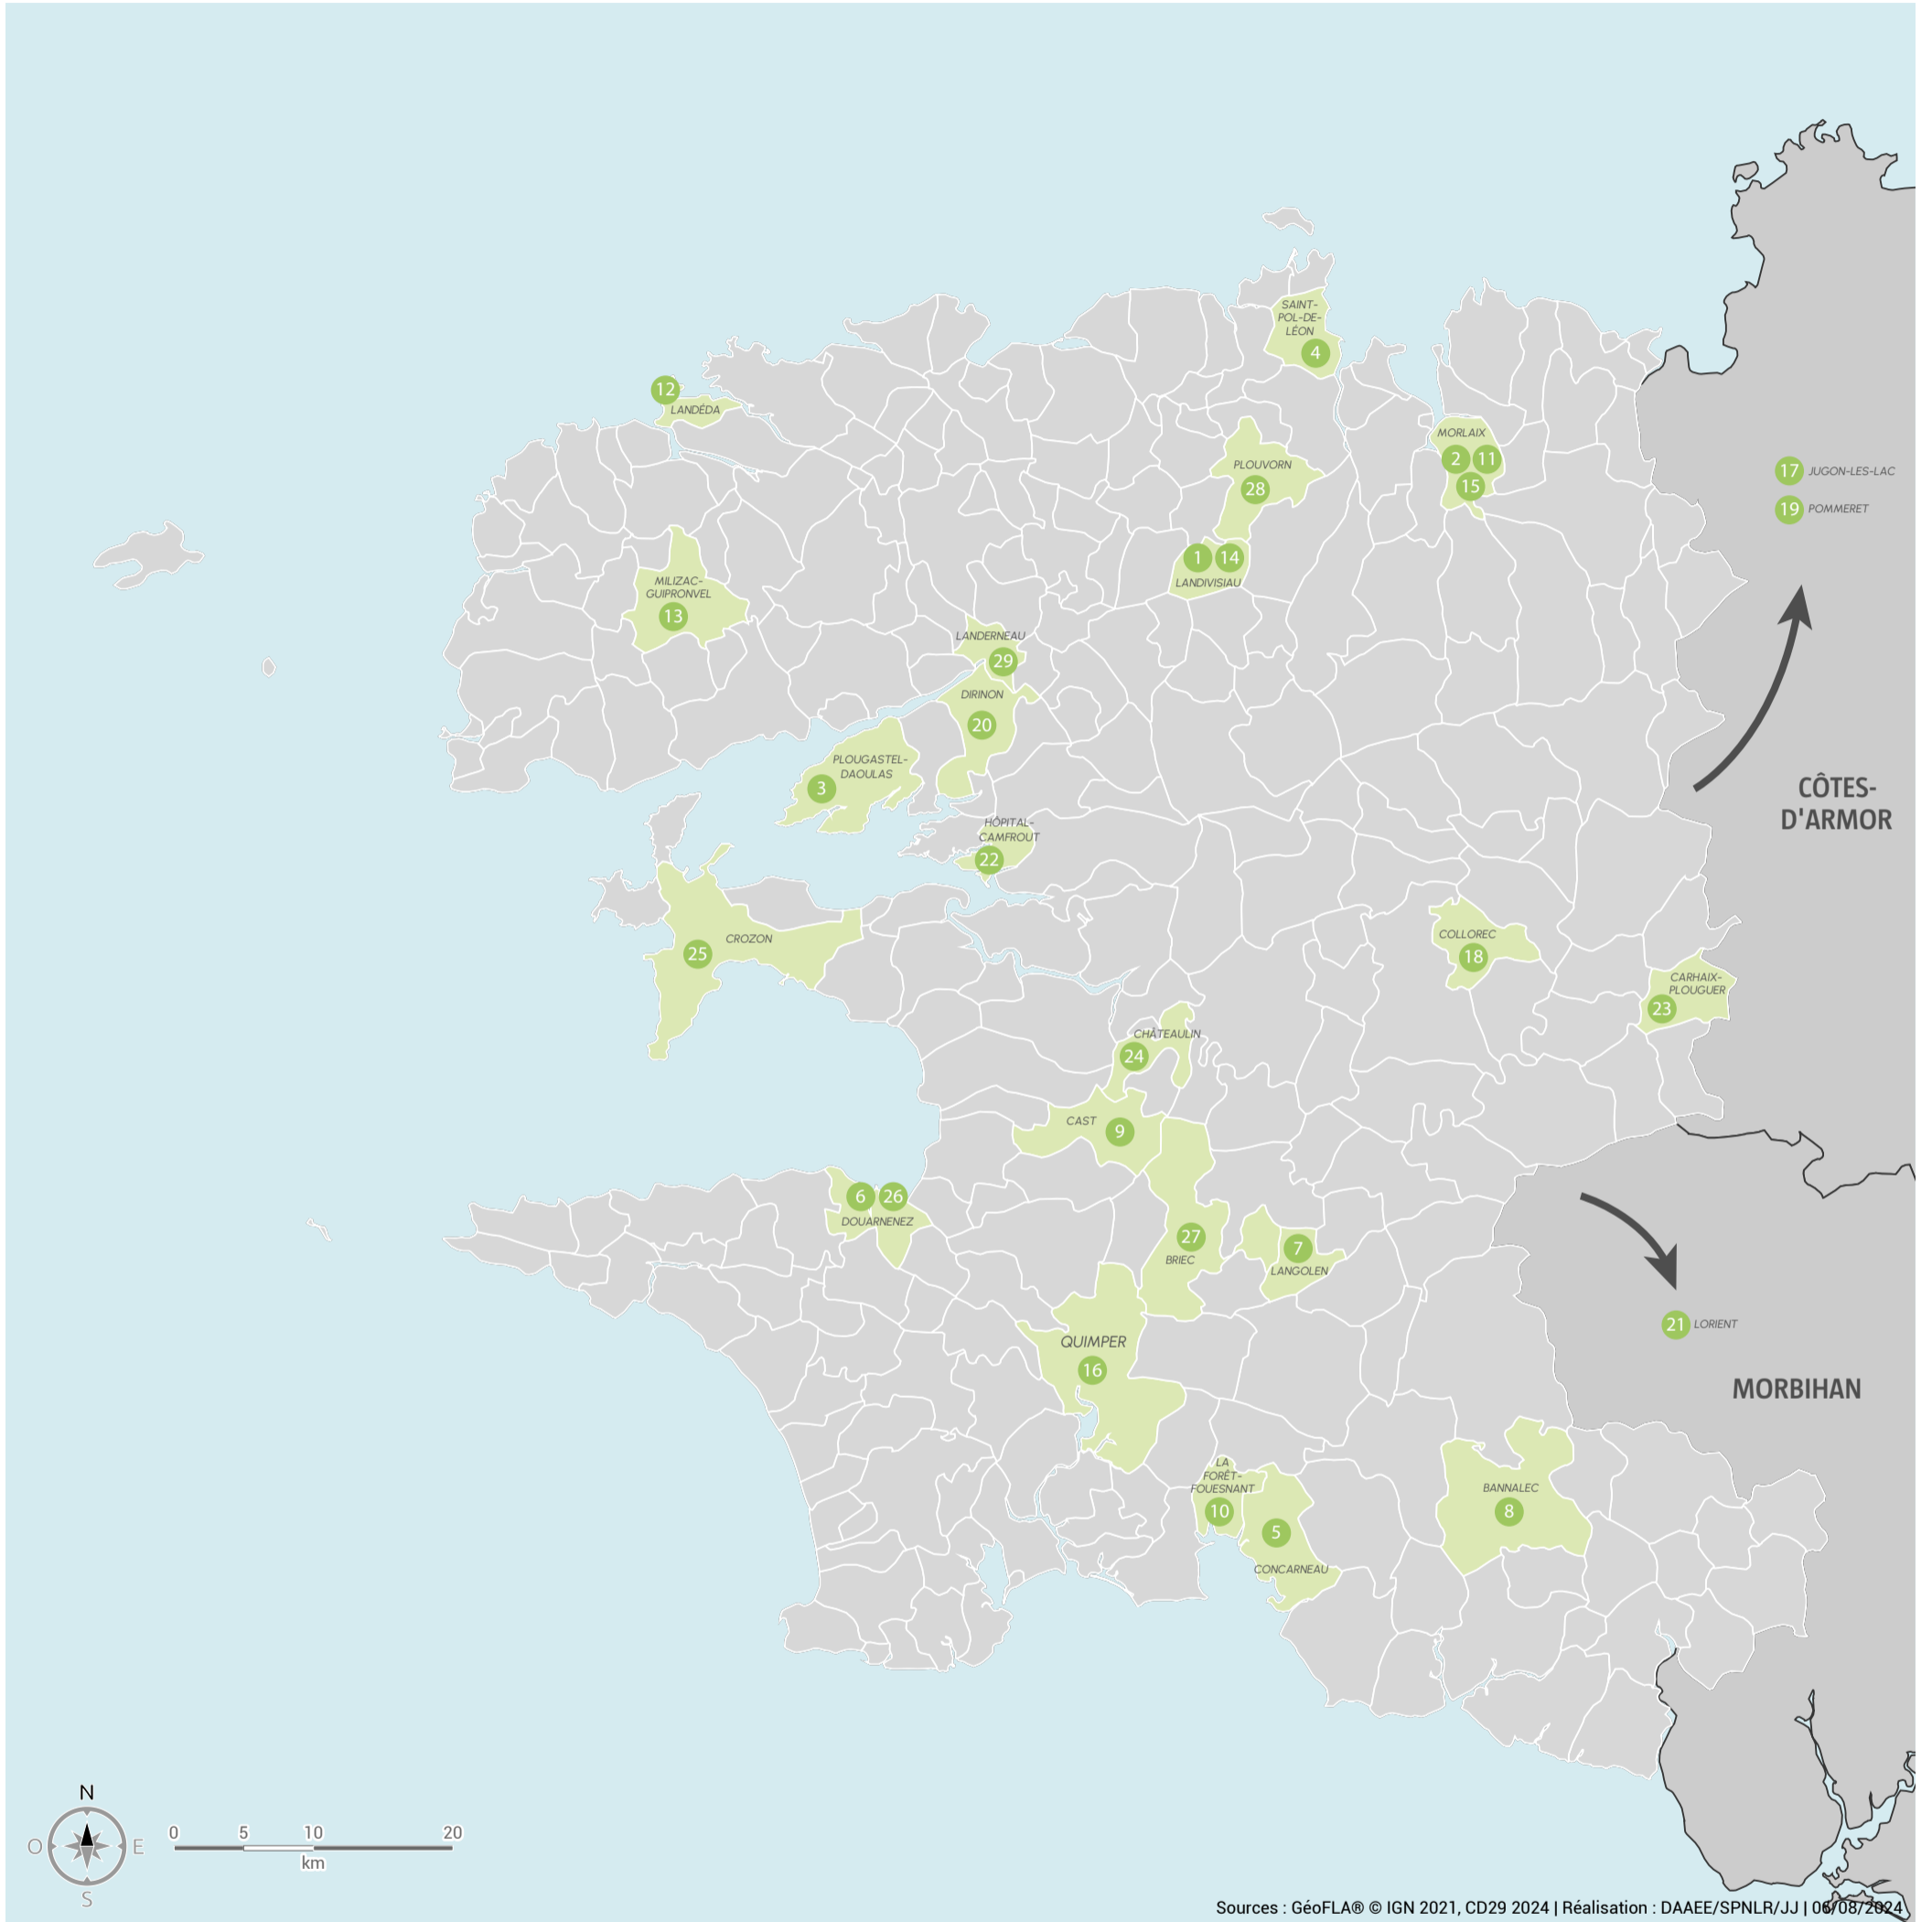 SAINT-
POL-DE-
LÉON
4
12
LANDÉDA
MORLAIX
2 11
15
PLOUVORN
28
17 JUGON-LES-LAC
19 POMMERET
1 14
LANDIVISIAU
MILIZAC-
GUIPRONVEL
13
LANDERNEAU
29
DIRINON
20
PLOUGASTEL-
DAOULAS
3
CÔTES-
D'ARMOR
HÔPITAL-
CAMFROUT
22
CROZON
25
COLLOREC
18
CARHAIX-
PLOUGUER
23
CHÂTEAULIN
24
CAST
9
6 26
DOUARNENEZ
27
BRIEC
7
LANGOLEN
21 LORIENT
QUIMPER
16
MORBIHAN
LA
FORÊT-
FOUESNANT
10
5
CONCARNEAU
BANNALEC
8
N
O E
S
0 5 10 20
km
Sources : GéoFLA® © IGN 2021, CD29 2024 | Réalisation : DAAEE/SPNLR/JJ | 06/08/2024